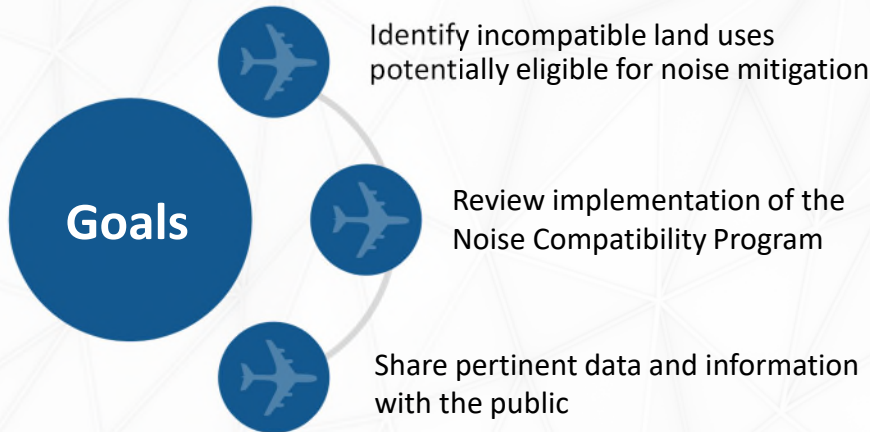 Goals
Identify incompatible land uses
potentially eligible for noise mitigation
Review implementation of the
Noise Compatibility Program
Share pertinent data and information
with the public